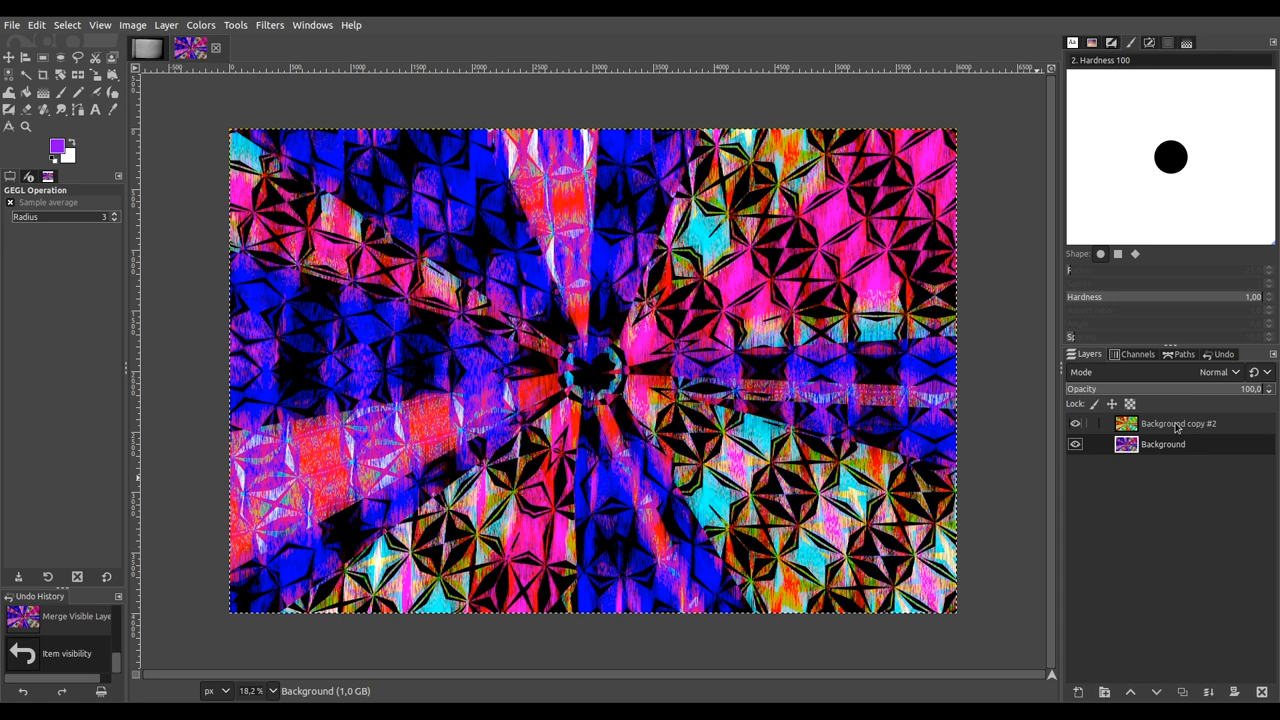 File Edit Select View Image Layer Colors Tools Filters Windows Help
2. Hardness 100
GEGL Operation
Sample average
Radius 3
Shape:
Hardness 1,00
Layers Channels Paths Undo
Mode Normal
Opacity 100,0
Lock:
Background copy #2
Background
Undo History
Merge Visible Laye
Item visibility
px 18,2 % Background (1,0 GB)